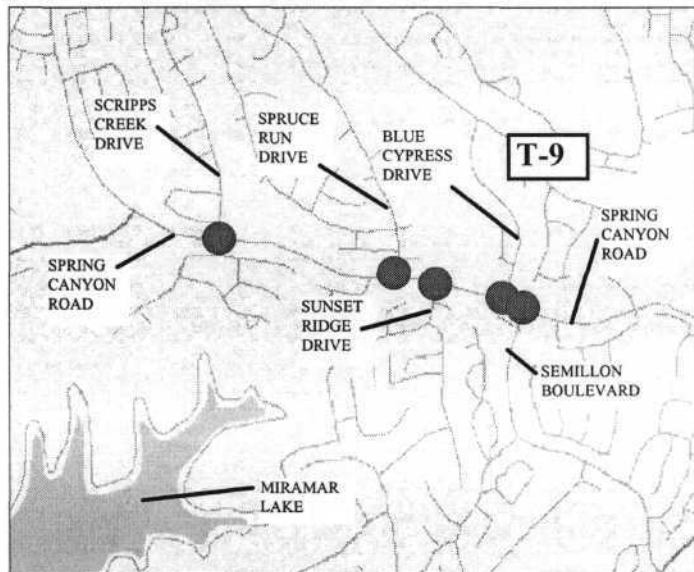 SCRIPPS
CREEK
DRIVE
SPRUCE
RUN
DRIVE
BLUE
CYPRESS
DRIVE
T-9
SPRING
CANYON
ROAD
SPRING
CANYON
ROAD
SUNSET
RIDGE
DRIVE
SEMILLON
BOULEVARD
MIRAMAR
LAKE